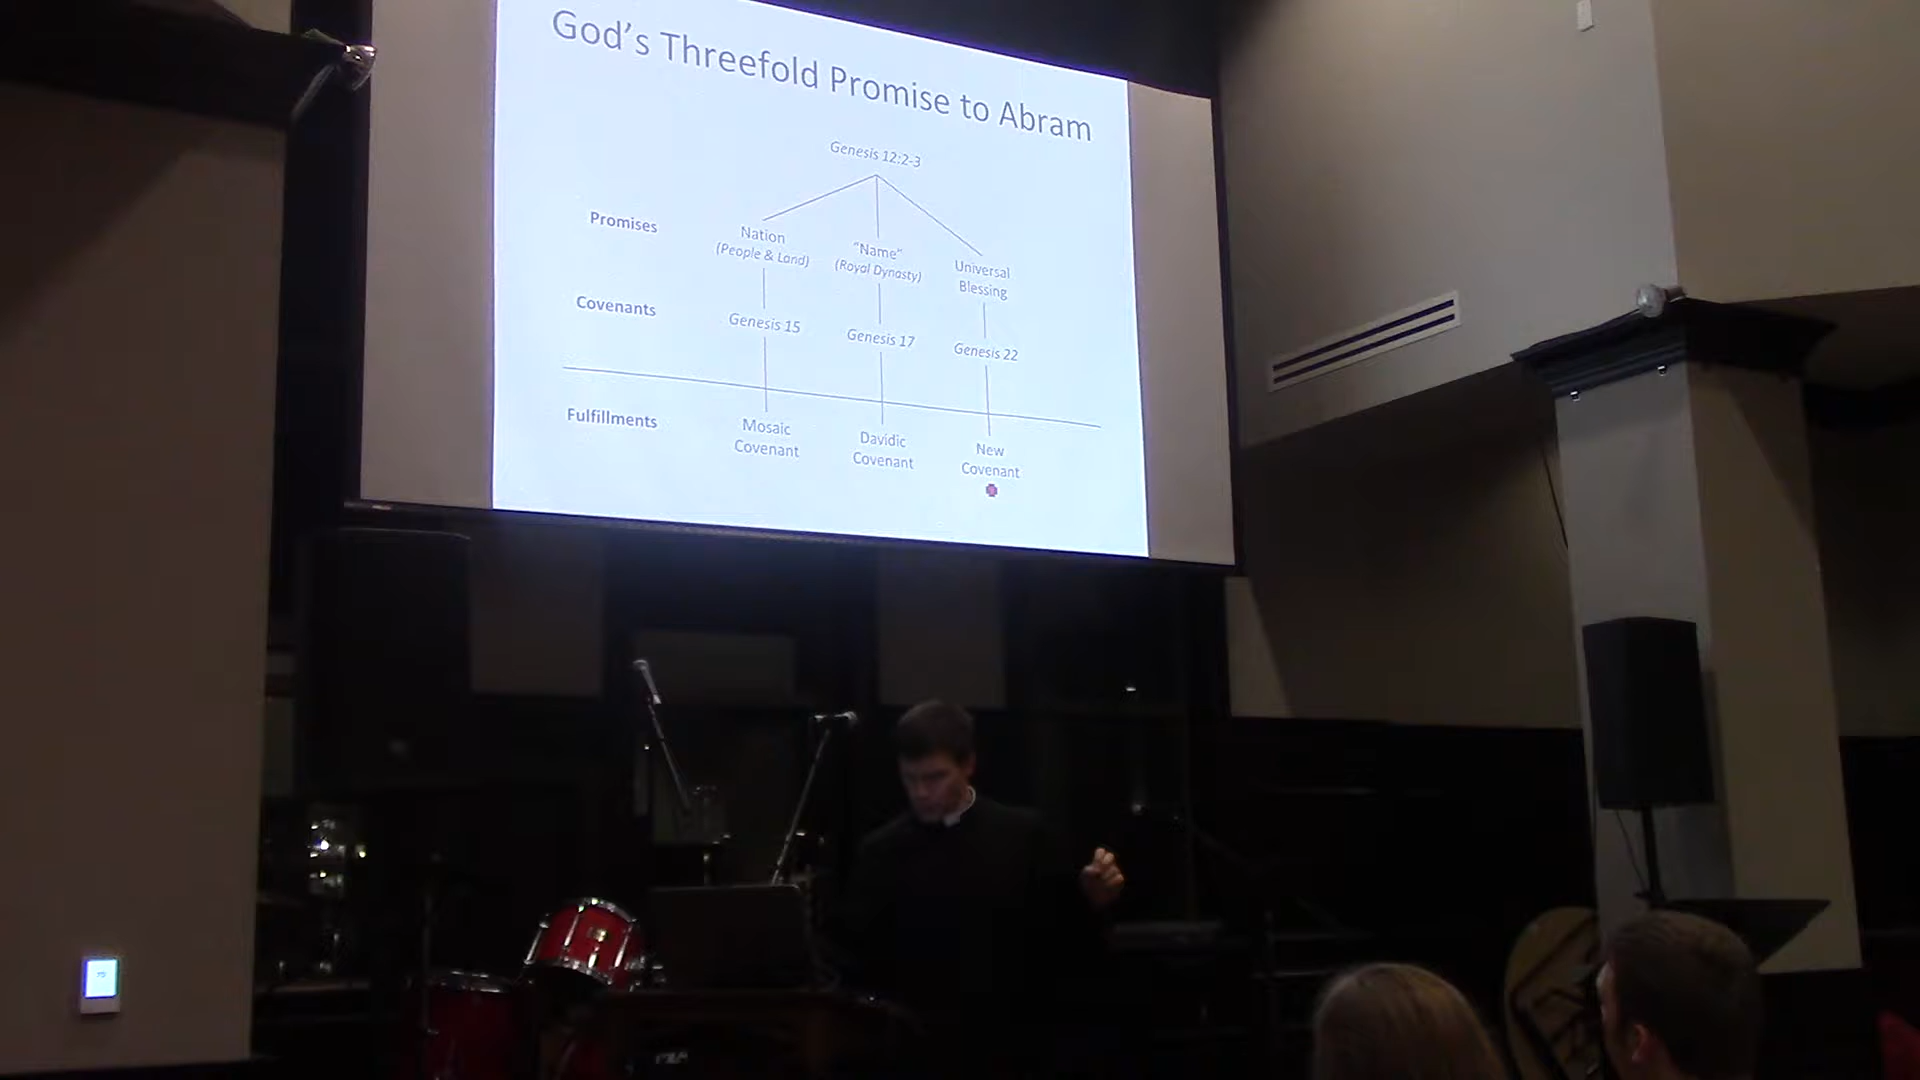 God's Threefold Promise to Abram
Genesis 12:2-3
Promises
Nation
(People & Land)
"Name"
(Royal Dynasty)
Universal
Blessing
Covenants
Genesis 15
Genesis 17
Genesis 22
Fulfillments
Mosaic
Covenant
Davidic
Covenant
New
Covenant